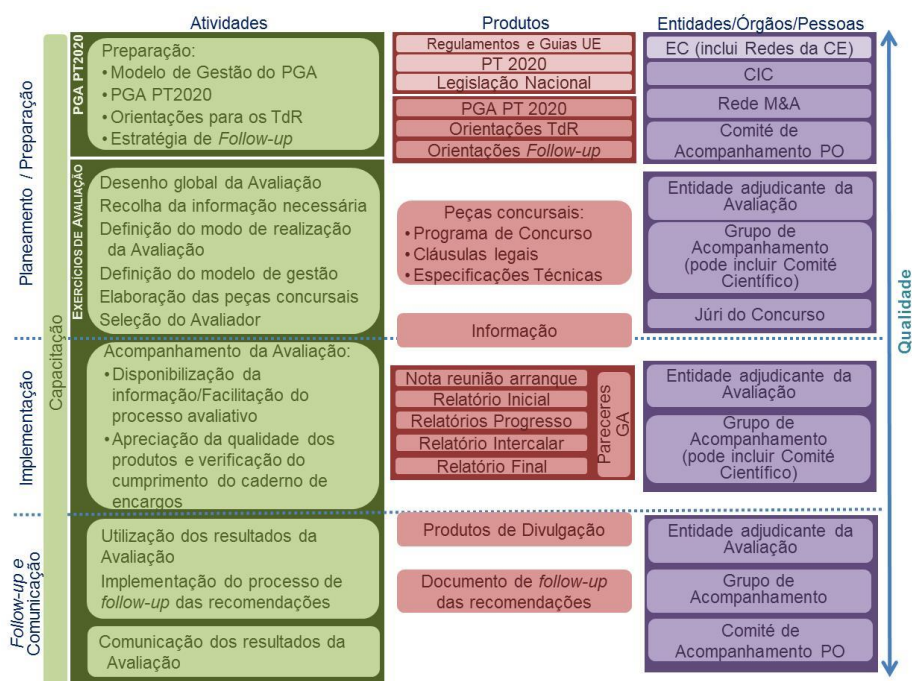 Atividades
Produtos
Entidades/Órgãos/Pessoas
Planeamento / Preparação
Implementação
Follow-up e
Comunicação
Capacitação
PGA PT2020
Preparação:
• Modelo de Gestão do PGA
• PGA PT2020
• Orientações para os TdR
• Estratégia de Follow-up
Regulamentos e Guias UE
PT 2020
Legislação Nacional
PGA PT 2020
Orientações TdR
Orientações Follow-up
EC (inclui Redes da CE)
CIC
Rede M&A
Comité de
Acompanhamento PO
EXERCÍCIOS DE AVALIAÇÃO
Desenho global da Avaliação
Recolha da informação necessária
Definição do modo de realização
da Avaliação
Definição do modelo de gestão
Elaboração das peças concursais
Seleção do Avaliador
Peças concursais:
• Programa de Concurso
• Cláusulas legais
• Especificações Técnicas
Informação
Entidade adjudicante da
Avaliação
Grupo de
Acompanhamento
(pode incluir Comité
Científico)
Júri do Concurso
Acompanhamento da Avaliação:
• Disponibilização da
informação/Facilitação do
processo avaliativo
• Apreciação da qualidade dos
produtos e verificação do
cumprimento do caderno de
encargos
Nota reunião arranque
Relatório Inicial
Relatórios Progresso
Relatório Intercalar
Relatório Final
Pareceres
GA
Entidade adjudicante da
Avaliação
Grupo de
Acompanhamento
(pode incluir Comité
Científico)
Utilização dos resultados da
Avaliação
Implementação do processo de
follow-up das recomendações
Comunicação dos resultados da
Avaliação
Produtos de Divulgação
Documento de follow-up
das recomendações
Entidade adjudicante da
Avaliação
Grupo de
Acompanhamento
Comité de
Acompanhamento PO
Qualidade